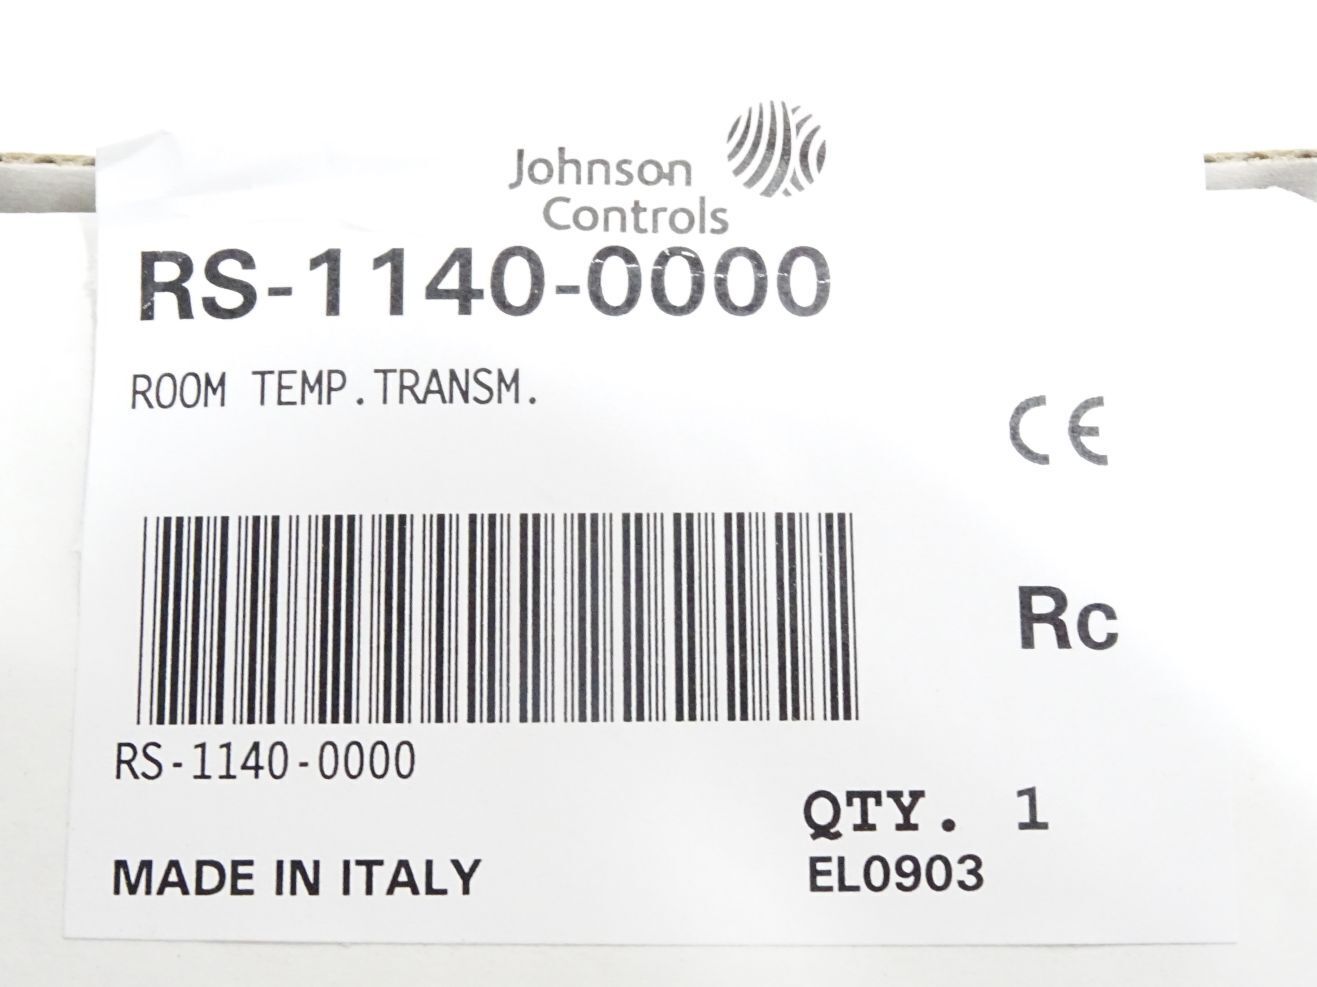 Johnson
Controls
RS-1140-0000
ROOM TEMP.TRANSM.
CE
Rc
RS-1140-0000
QTY. 1
MADE IN ITALY
EL0903